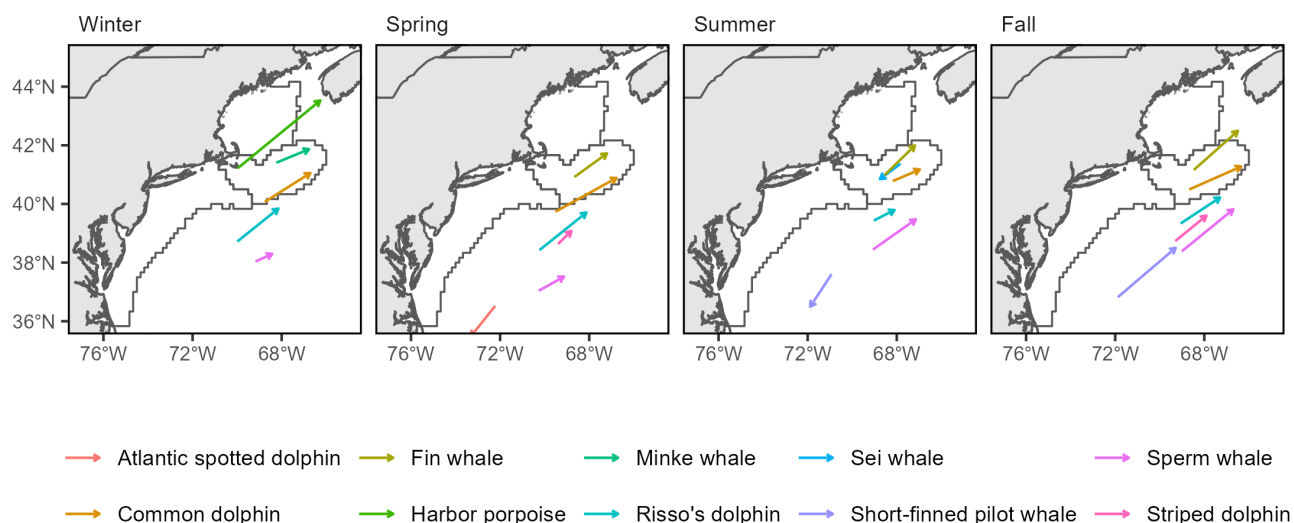 Winter Spring Summer Fall
44°N
42°N
40°N
38°N
36°N
76°W 72°W 68°W 76°W 72°W 68°W 76°W 72°W 68°W 76°W 72°W 68°W
Atlantic spotted dolphin Fin whale Minke whale Sei whale Sperm whale
Common dolphin Harbor porpoise Risso's dolphin Short-finned pilot whale Striped dolphin